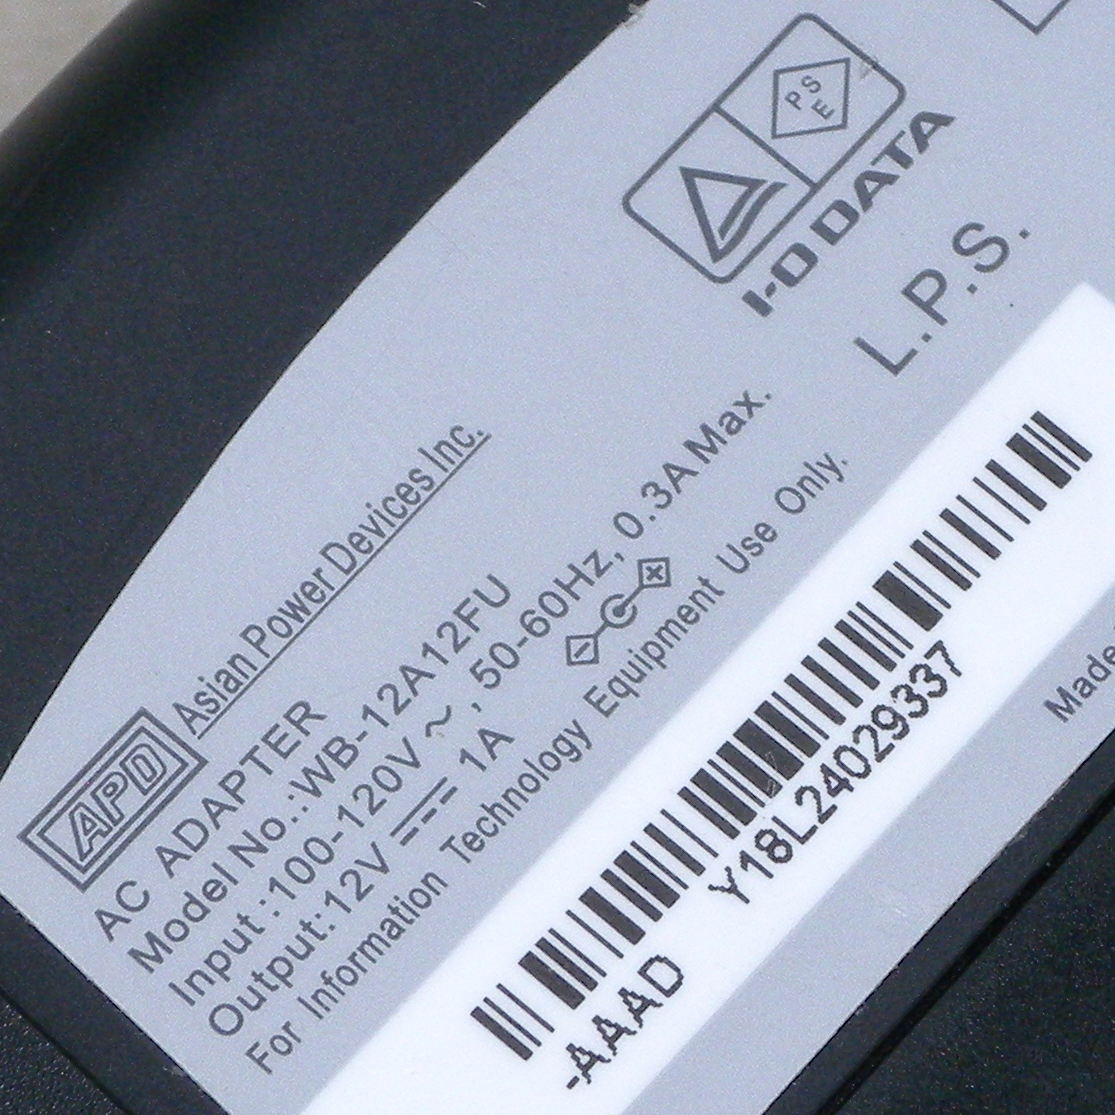 APD
Asian Power Devices Inc.
AC ADAPTER
Model No.:WB-12A12FU
Input:100-120V ~, 50-60Hz, 0.3A Max.
Output:12V ⎓ 1A
For Information Technology Equipment Use Only.
PSE
I-O DATA
L.P.S.
Y18L24029337
-AAAD
Made